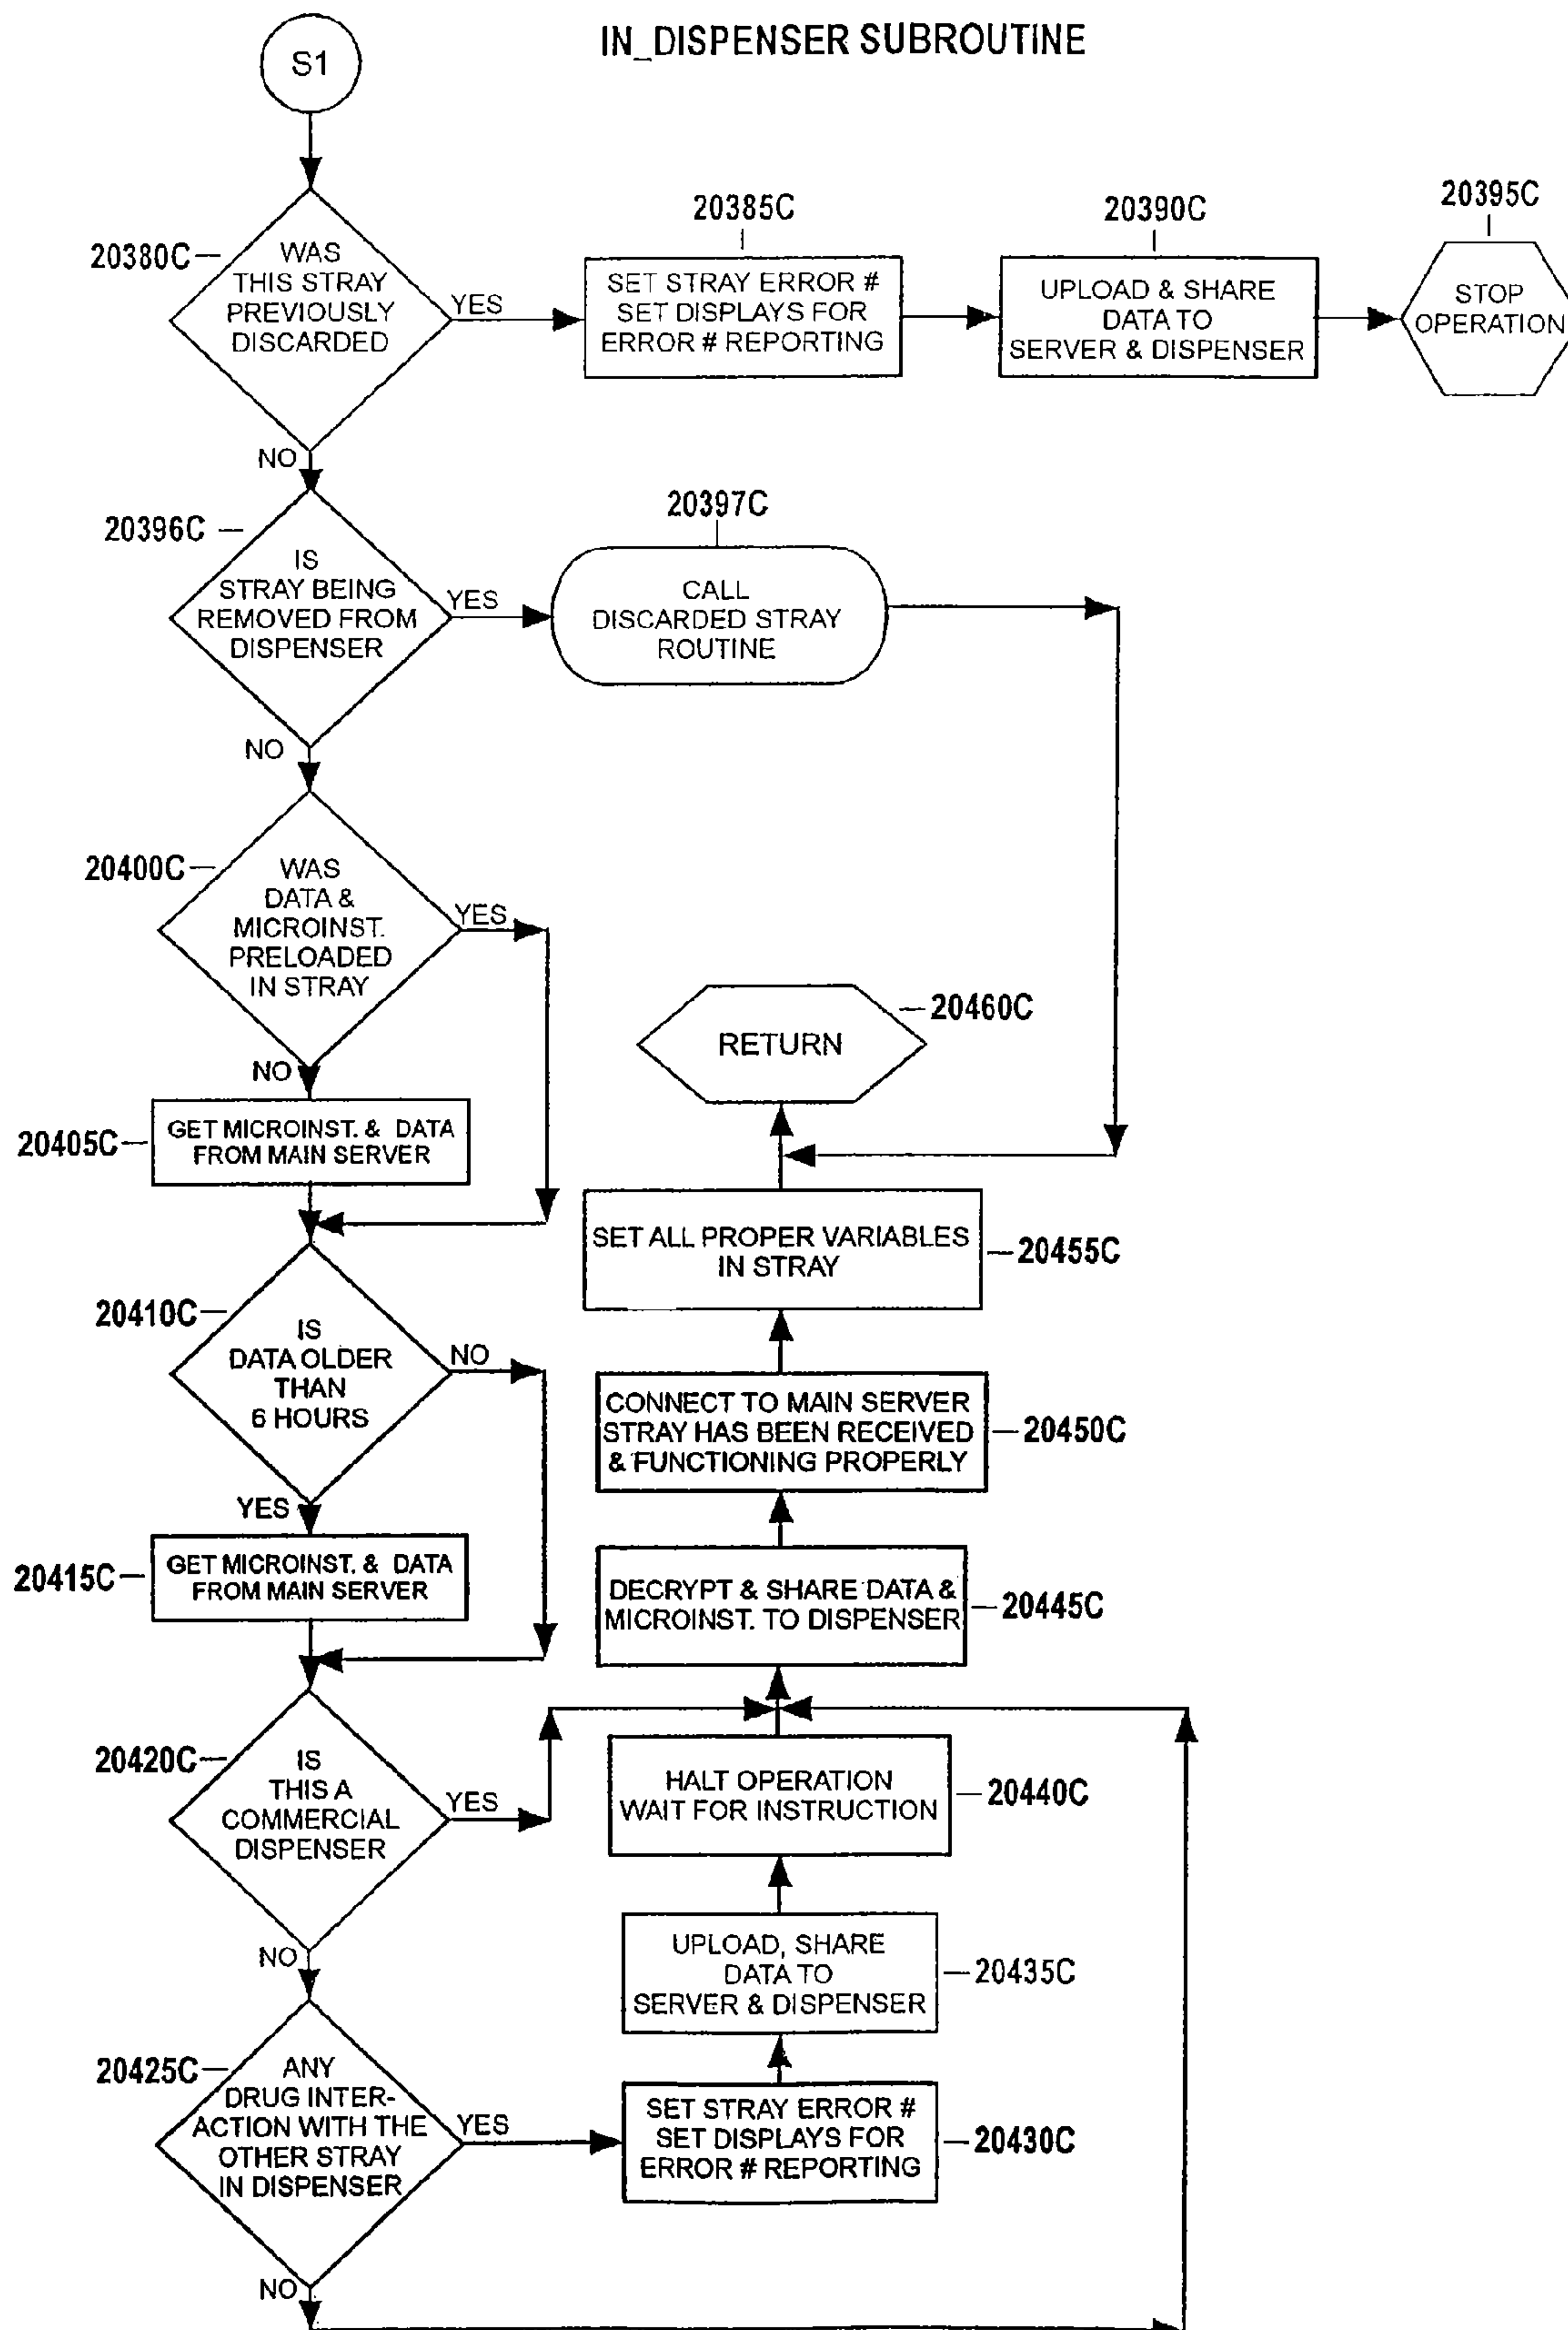 IN_DISPENSER SUBROUTINE
S1
20380C
WAS
THIS STRAY
PREVIOUSLY
DISCARDED
YES
NO
20385C
SET STRAY ERROR #
SET DISPLAYS FOR
ERROR # REPORTING
20390C
UPLOAD & SHARE
DATA TO
SERVER & DISPENSER
20395C
STOP
OPERATION
20396C
IS
STRAY BEING
REMOVED FROM
DISPENSER
YES
NO
20397C
CALL
DISCARDED STRAY
ROUTINE
20400C
WAS
DATA &
MICROINST.
PRELOADED
IN STRAY
YES
NO
20405C
GET MICROINST. & DATA
FROM MAIN SERVER
20410C
IS
DATA OLDER
THAN
6 HOURS
NO
YES
20415C
GET MICROINST. & DATA
FROM MAIN SERVER
20420C
IS
THIS A
COMMERCIAL
DISPENSER
YES
NO
20425C
ANY
DRUG INTER-
ACTION WITH THE
OTHER STRAY
IN DISPENSER
YES
NO
SET STRAY ERROR #
SET DISPLAYS FOR
ERROR # REPORTING
20430C
UPLOAD, SHARE
DATA TO
SERVER & DISPENSER
20435C
HALT OPERATION
WAIT FOR INSTRUCTION
20440C
DECRYPT & SHARE DATA &
MICROINST. TO DISPENSER
20445C
CONNECT TO MAIN SERVER
STRAY HAS BEEN RECEIVED
& FUNCTIONING PROPERLY
20450C
SET ALL PROPER VARIABLES
IN STRAY
20455C
RETURN
20460C